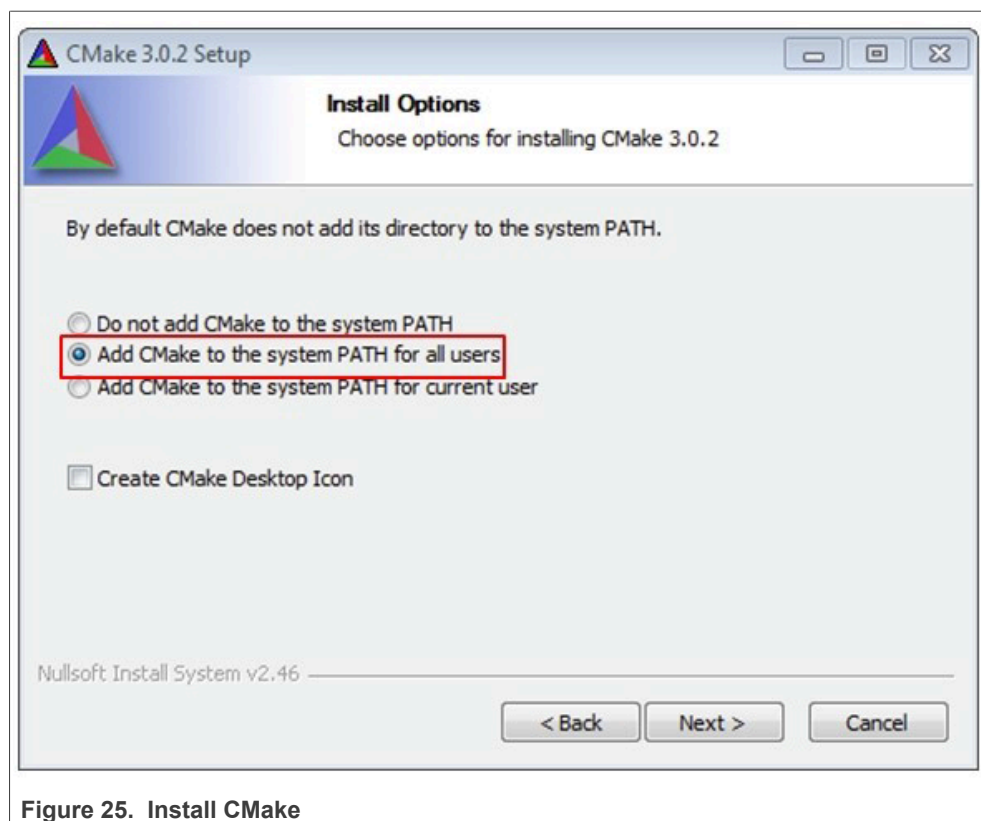 CMake 3.0.2 Setup
Install Options
Choose options for installing CMake 3.0.2
By default CMake does not add its directory to the system PATH.
Do not add CMake to the system PATH
Add CMake to the system PATH for all users
Add CMake to the system PATH for current user
Create CMake Desktop Icon
Nullsoft Install System v2.46
< Back Next > Cancel
Figure 25. Install CMake